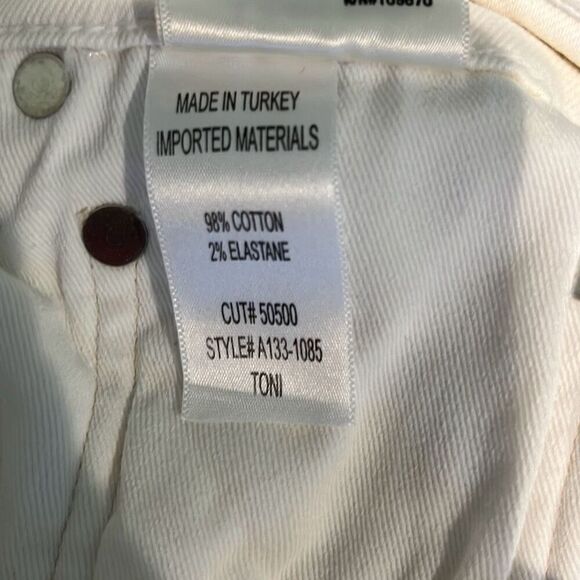 MADE IN TURKEY
IMPORTED MATERIALS
98% COTTON
2% ELASTANE
CUT# 50500
STYLE# A133-1085
TONI